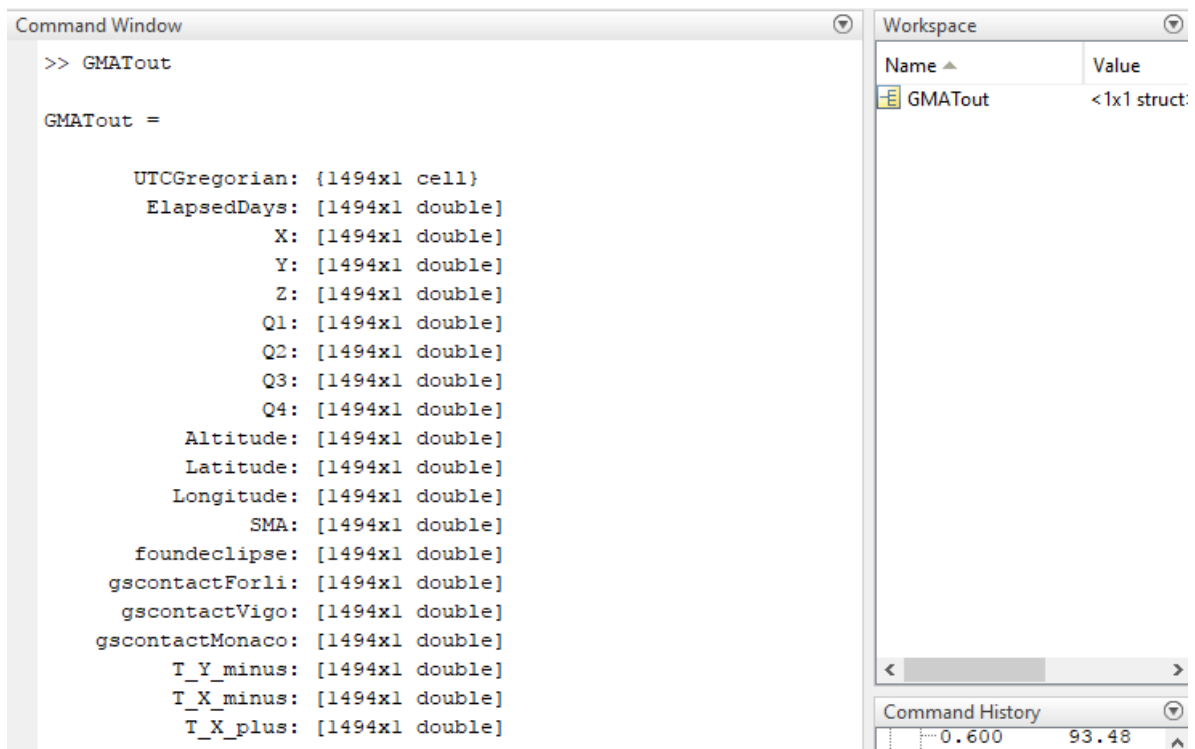 Command Window
>> GMATout
GMATout =
UTCGregorian: {1494x1 cell}
ElapsedDays: [1494x1 double]
X: [1494x1 double]
Y: [1494x1 double]
Z: [1494x1 double]
Q1: [1494x1 double]
Q2: [1494x1 double]
Q3: [1494x1 double]
Q4: [1494x1 double]
Altitude: [1494x1 double]
Latitude: [1494x1 double]
Longitude: [1494x1 double]
SMA: [1494x1 double]
foundeclipse: [1494x1 double]
gscontactForli: [1494x1 double]
gscontactVigo: [1494x1 double]
gscontactMonaco: [1494x1 double]
T_Y_minus: [1494x1 double]
T_X_minus: [1494x1 double]
T_X_plus: [1494x1 double]
Workspace
Name Value
GMATout <1x1 struct>
Command History
0.600 93.48